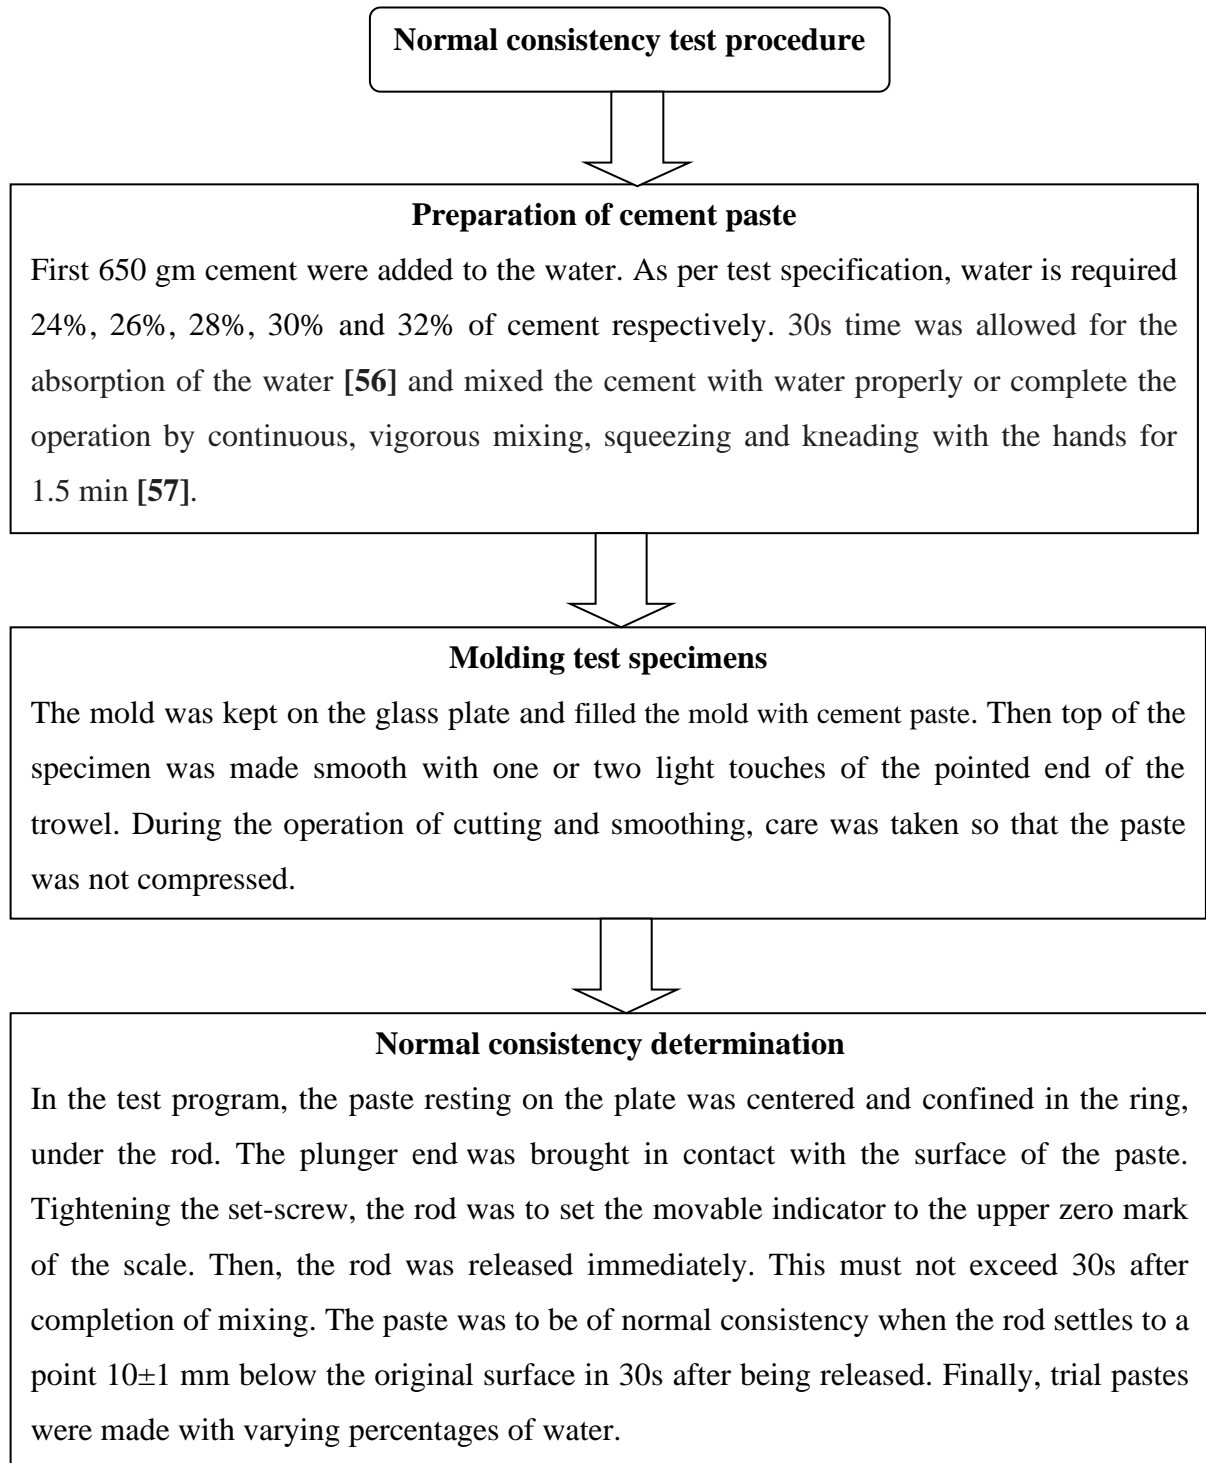 Normal consistency test procedure
Preparation of cement paste
First 650 gm cement were added to the water. As per test specification, water is required
24%, 26%, 28%, 30% and 32% of cement respectively. 30s time was allowed for the
absorption of the water [56] and mixed the cement with water properly or complete the
operation by continuous, vigorous mixing, squeezing and kneading with the hands for
1.5 min [57].
Molding test specimens
The mold was kept on the glass plate and filled the mold with cement paste. Then top of the
specimen was made smooth with one or two light touches of the pointed end of the
trowel. During the operation of cutting and smoothing, care was taken so that the paste
was not compressed.
Normal consistency determination
In the test program, the paste resting on the plate was centered and confined in the ring,
under the rod. The plunger end was brought in contact with the surface of the paste.
Tightening the set-screw, the rod was to set the movable indicator to the upper zero mark
of the scale. Then, the rod was released immediately. This must not exceed 30s after
completion of mixing. The paste was to be of normal consistency when the rod settles to a
point 10±1 mm below the original surface in 30s after being released. Finally, trial pastes
were made with varying percentages of water.